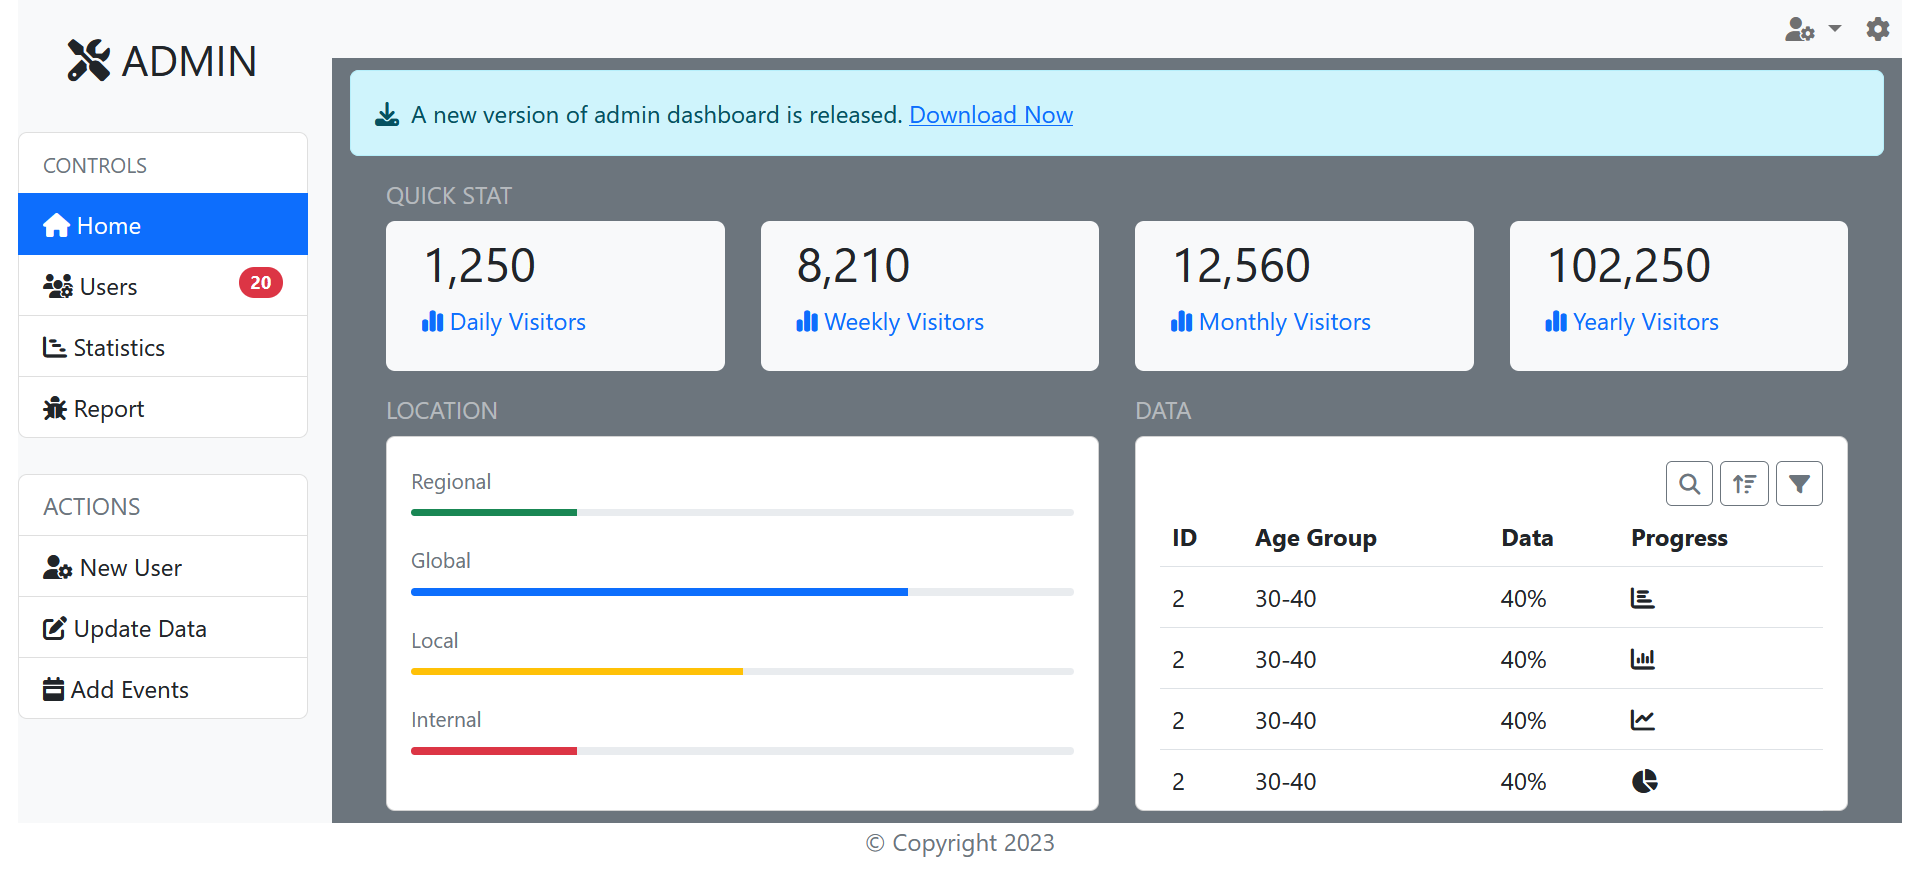 ADMIN
CONTROLS
Home
Users 20
Statistics
Report
ACTIONS
New User
Update Data
Add Events
A new version of admin dashboard is released. Download Now
QUICK STAT
1,250
Daily Visitors
8,210
Weekly Visitors
12,560
Monthly Visitors
102,250
Yearly Visitors
LOCATION
Regional
Global
Local
Internal
DATA
ID Age Group Data Progress
2 30-40 40%
2 30-40 40%
2 30-40 40%
2 30-40 40%
© Copyright 2023